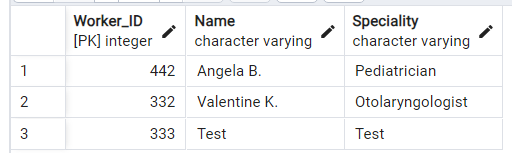 Worker_ID Name Speciality
[PK] integer character varying character varying
1 442 Angela B. Pediatrician
2 332 Valentine K. Otolaryngologist
3 333 Test Test